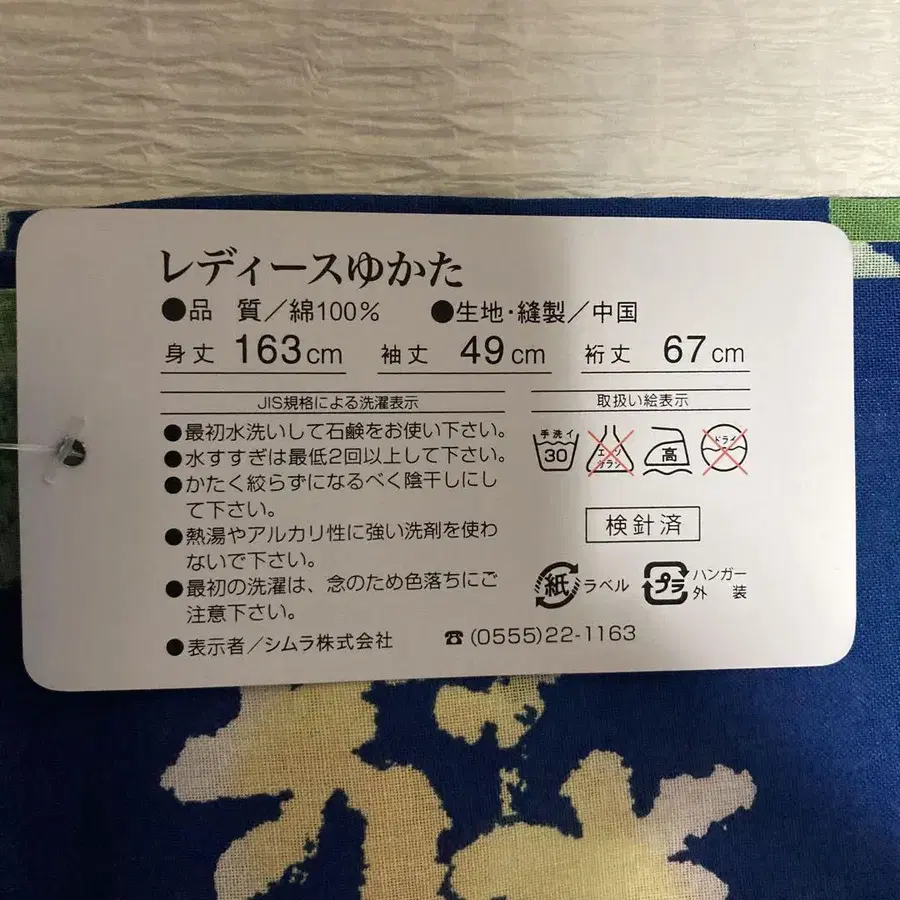 レディースゆかた
●品 質／綿100% ●生地・縫製／中国
身丈 163cm 袖丈 49cm 裄丈 67cm
JIS規格による洗濯表示
●最初水洗いして石鹸をお使い下さい。
●水すすぎは最低2回以上して下さい。
●かたく絞らずになるべく陰干しにし
て下さい。
●熱湯やアルカリ性に強い洗剤を使わ
ないで下さい。
●最初の洗濯は、念のため色落ちにご
注意下さい。
●表示者／シムラ株式会社 ☎(0555)22-1163
取扱い絵表示
手洗イ
30
エンソ
サラシ
高
ドライ
検針済
紙 ラベル
プラ ハンガー
外 装